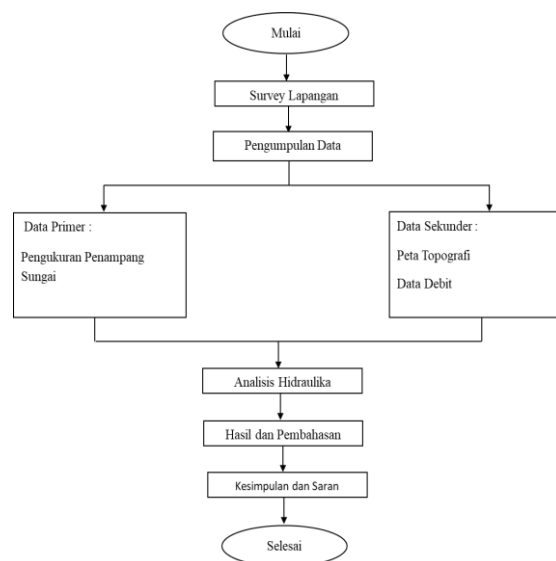 Mulai
Survey Lapangan
Pengumpulan Data
Data Primer :
Pengukuran Penampang
Sungai
Data Sekunder :
Peta Topografi
Data Debit
Analisis Hidraulika
Hasil dan Pembahasan
Kesimpulan dan Saran
Selesai